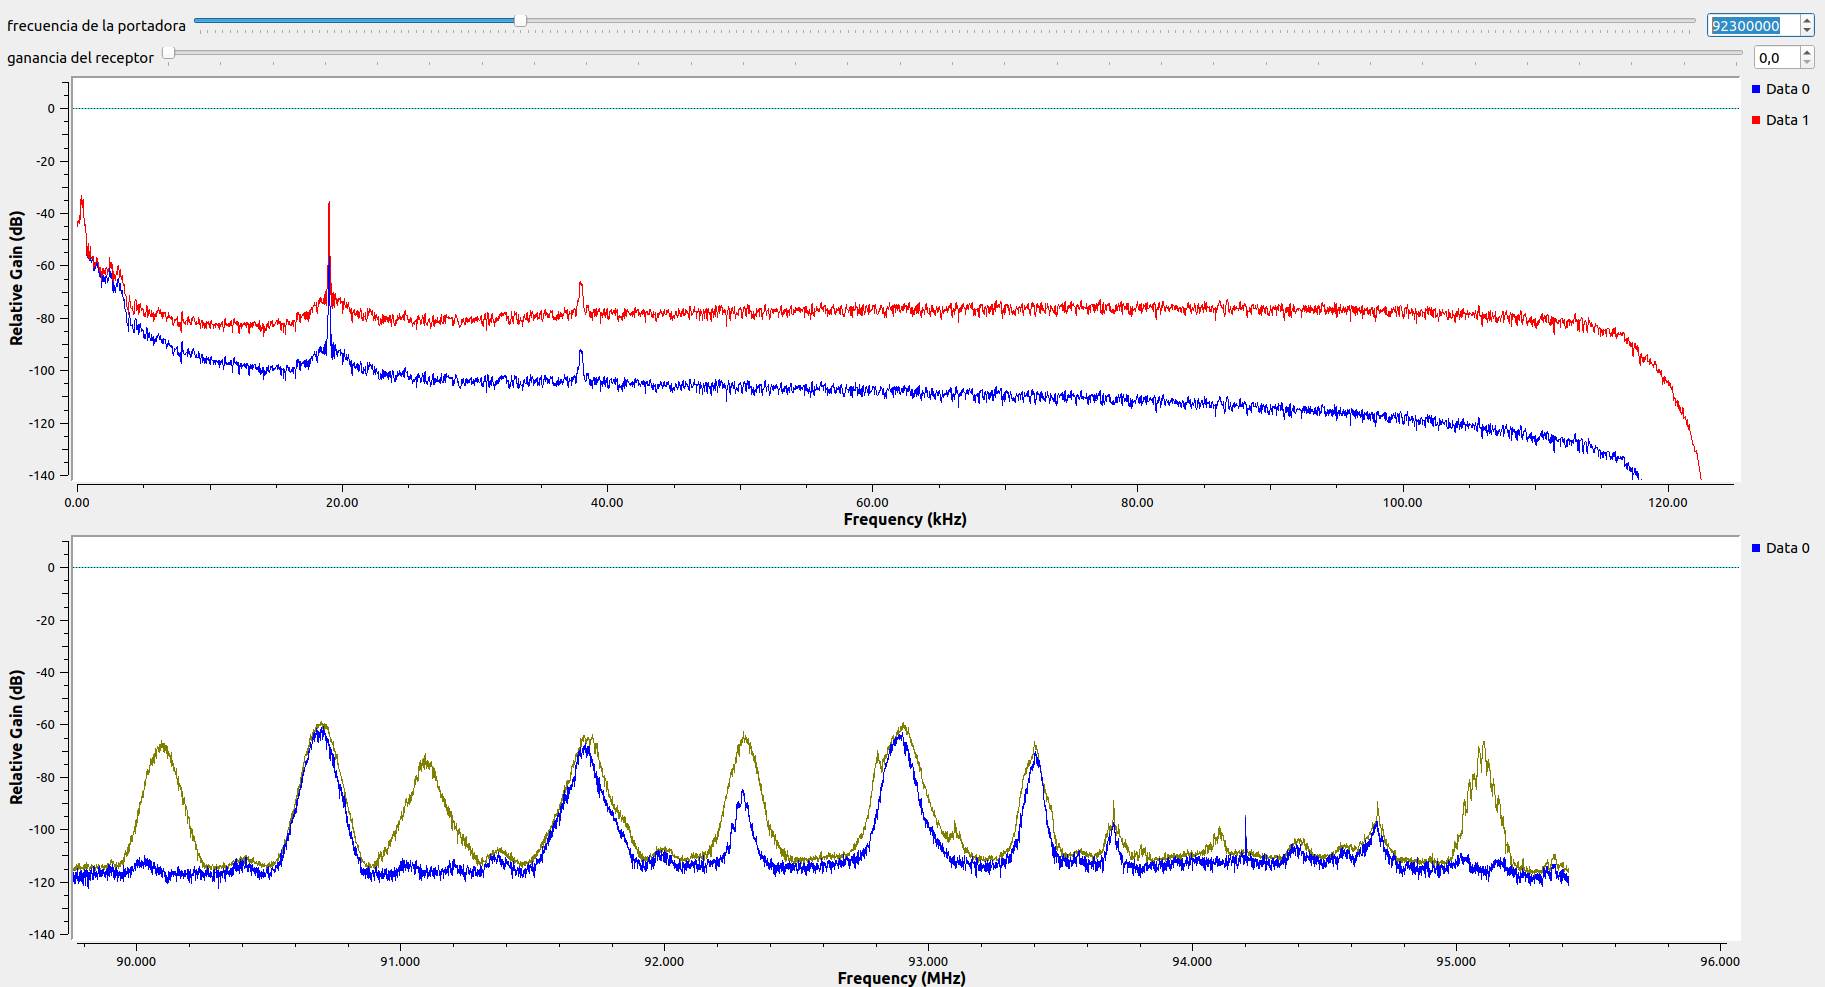 frecuencia de la portadora 92300000
ganancia del receptor 0,0
Data 0
Data 1
Relative Gain (dB)
0
-20
-40
-60
-80
-100
-120
-140
0.00 20.00 40.00 60.00 80.00 100.00 120.00
Frequency (kHz)
Data 0
Relative Gain (dB)
0
-20
-40
-60
-80
-100
-120
-140
90.000 91.000 92.000 93.000 94.000 95.000 96.000
Frequency (MHz)